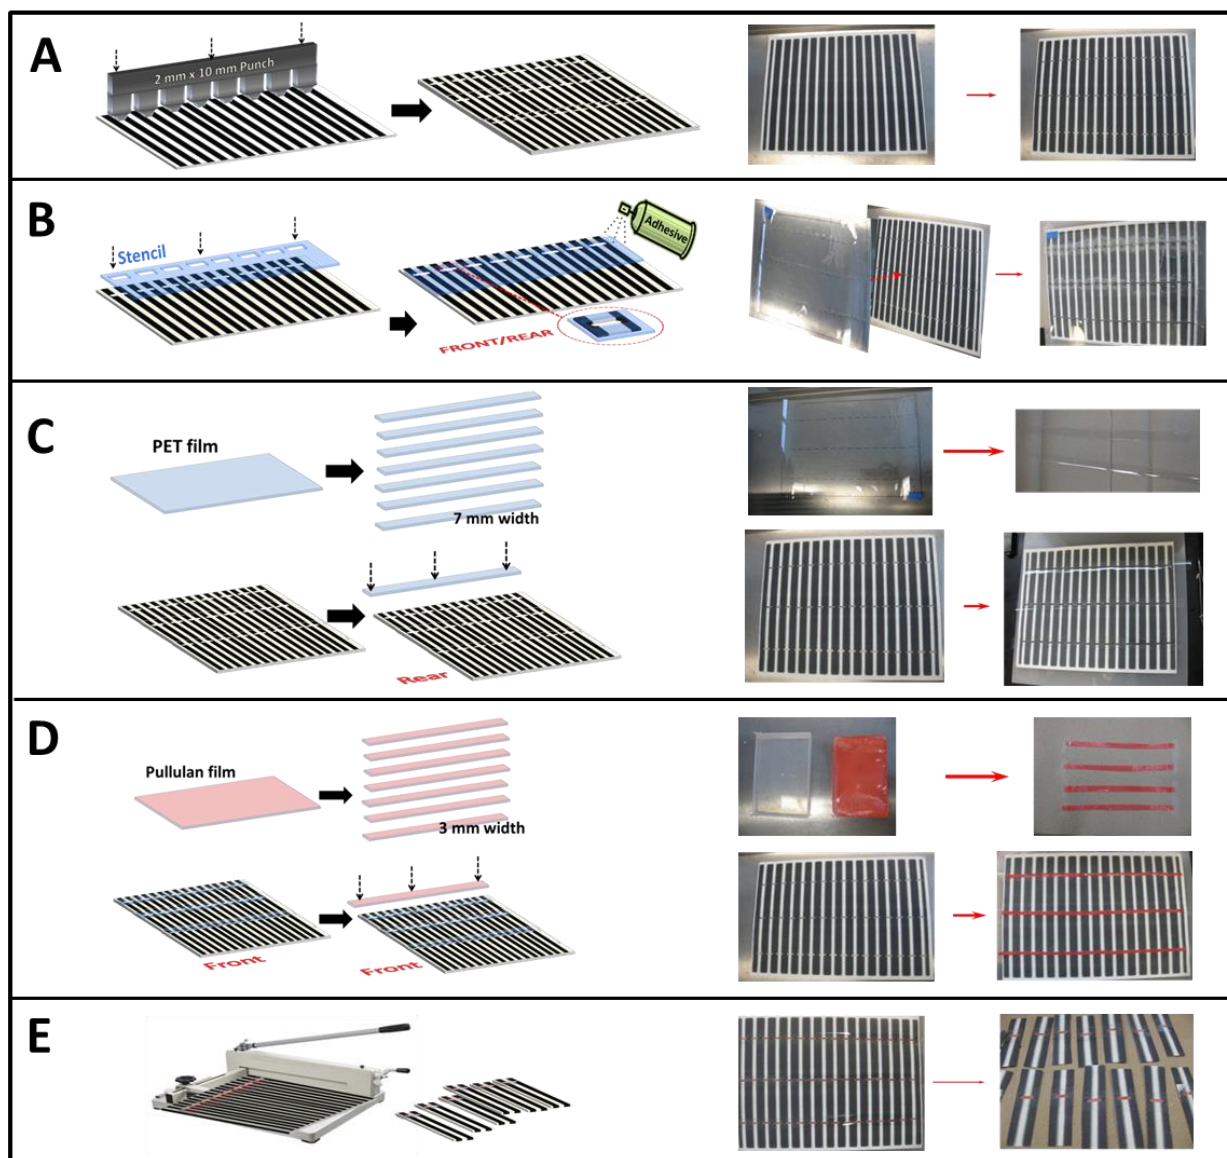 A
2 mm x 10 mm Punch
B
Stencil
Adhesive
FRONT/REAR
C
PET film
7 mm width
Rear
D
Pullulan film
3 mm width
Front
Front
E